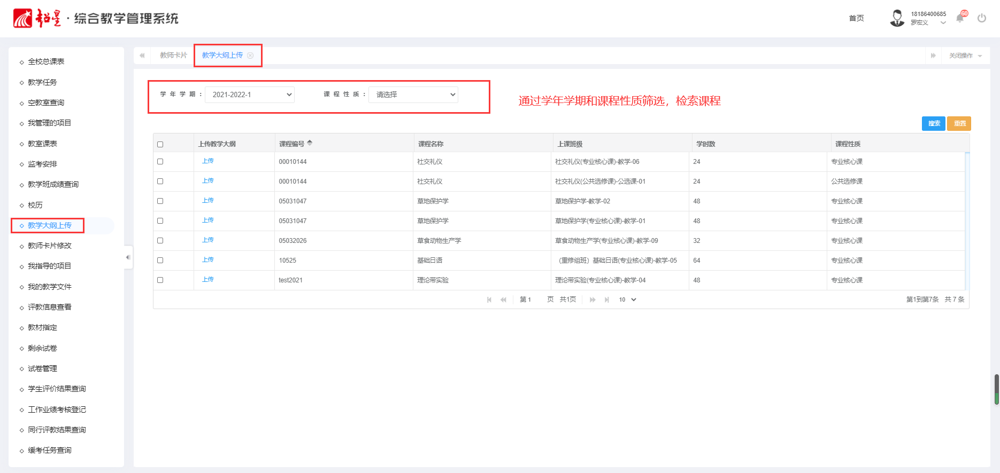 超星·综合教学管理系统
首页
18186400685
罗宏义
60
全校总课表
教学任务
空教室查询
我管理的项目
教室课表
监考安排
教学班成绩查询
校历
教学大纲上传
教师卡片修改
我指导的项目
我的教学文件
评教信息查看
教材指定
剩余试卷
试卷管理
学生评价结果查询
工作业绩考核登记
同行评教结果查询
缓考任务查询
教师卡片 教学大纲上传 关闭操作
学年学期： 2021-2022-1 课程性质： 请选择
通过学年学期和课程性质筛选，检索课程
搜索 重置
上传教学大纲 课程编号 课程名称 上课班级 学时数 课程性质
上传 00010144 社交礼仪 社交礼仪(专业核心课)-教学-06 24 专业核心课
上传 00010144 社交礼仪 社交礼仪(公共选修课)-公选课-01 24 公共选修课
上传 05031047 草地保护学 草地保护学-教学-02 48 专业核心课
上传 05031047 草地保护学 草地保护学(专业核心课)-教学-01 48 专业核心课
上传 05032026 草食动物生产学 草食动物生产学(专业核心课)-教学-09 32 专业核心课
上传 10525 基础日语 （重修组班）基础日语(专业核心课)-教学-05 64 专业核心课
上传 test2021 理论带实验 理论带实验(专业核心课)-教学-04 48 专业核心课
第 1 页 共1页 10 第1到第7条 共 7 条